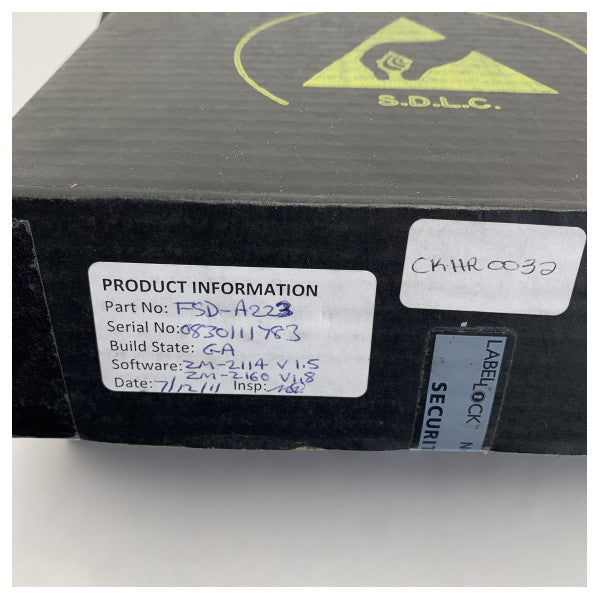 S.D.L.C.
CKHR0032
PRODUCT INFORMATION
Part No: FSD-A223
Serial No: 0830111783
Build State: GA
Software: ZM-2114 V1.5
ZM-2160 V1.8
Date: 7/12/11 Insp:
LABELLOCK™
SECURIT